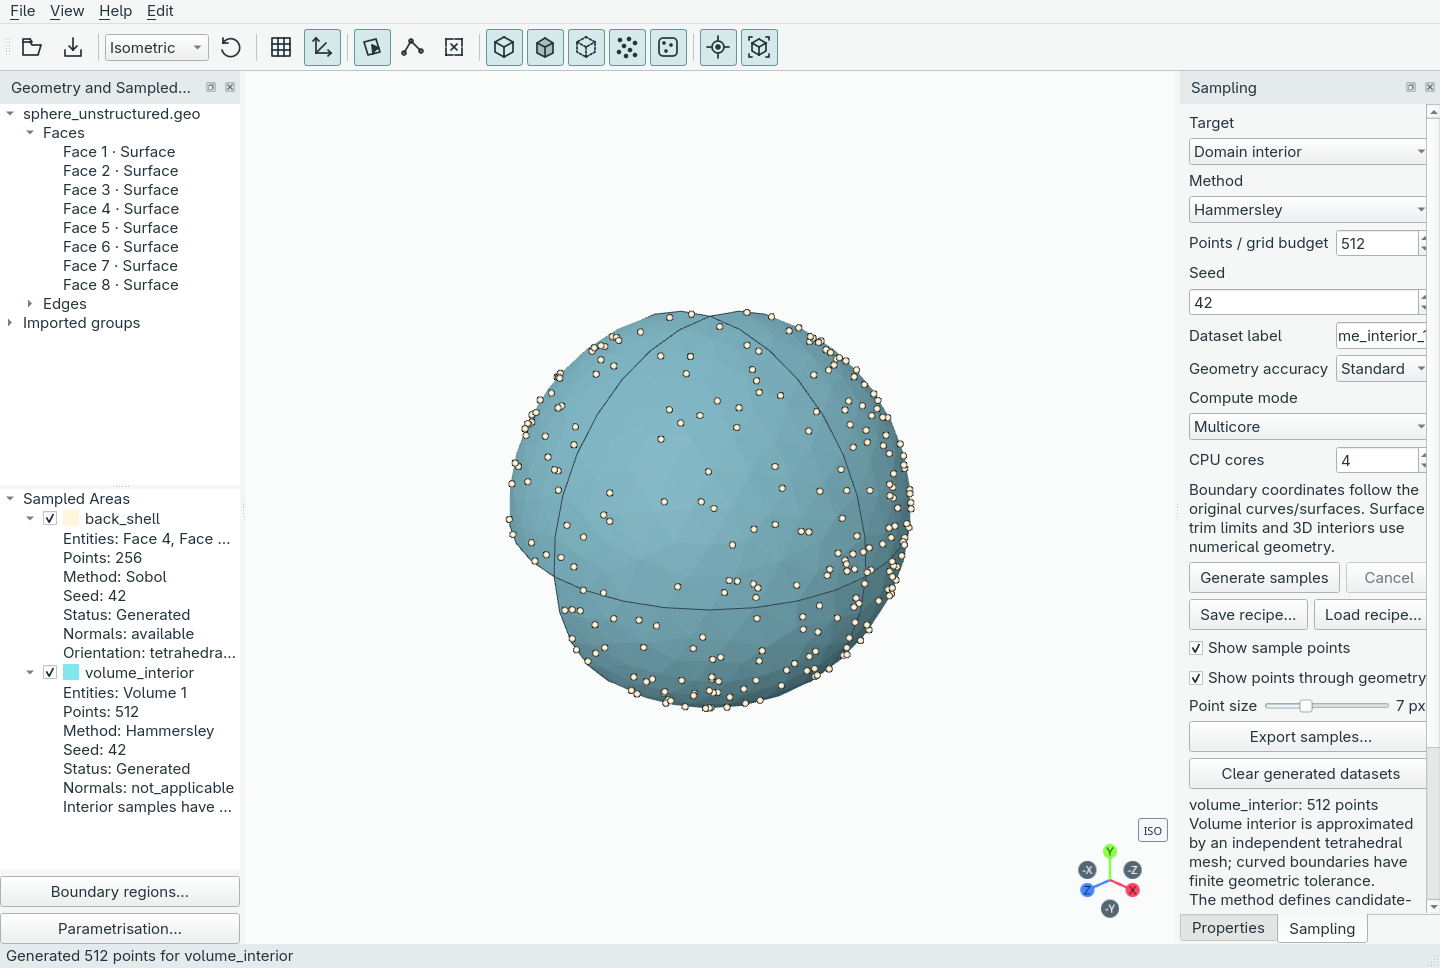 File View Help Edit
Isometric
Geometry and Sampled...
sphere_unstructured.geo
Faces
Face 1 · Surface
Face 2 · Surface
Face 3 · Surface
Face 4 · Surface
Face 5 · Surface
Face 6 · Surface
Face 7 · Surface
Face 8 · Surface
Edges
Imported groups
Sampled Areas
back_shell
Entities: Face 4, Face ...
Points: 256
Method: Sobol
Seed: 42
Status: Generated
Normals: available
Orientation: tetrahedra...
volume_interior
Entities: Volume 1
Points: 512
Method: Hammersley
Seed: 42
Status: Generated
Normals: not_applicable
Interior samples have ...
Boundary regions...
Parametrisation...
Generated 512 points for volume_interior
ISO
Y
-X
-Z
Z
X
-Y
Sampling
Target
Domain interior
Method
Hammersley
Points / grid budget 512
Seed
42
Dataset label me_interior_
Geometry accuracy Standard
Compute mode
Multicore
CPU cores 4
Boundary coordinates follow the
original curves/surfaces. Surface
trim limits and 3D interiors use
numerical geometry.
Generate samples Cancel
Save recipe... Load recipe...
Show sample points
Show points through geometry
Point size 7 px
Export samples...
Clear generated datasets
volume_interior: 512 points
Volume interior is approximated
by an independent tetrahedral
mesh; curved boundaries have
finite geometric tolerance.
The method defines candidate-
Properties Sampling